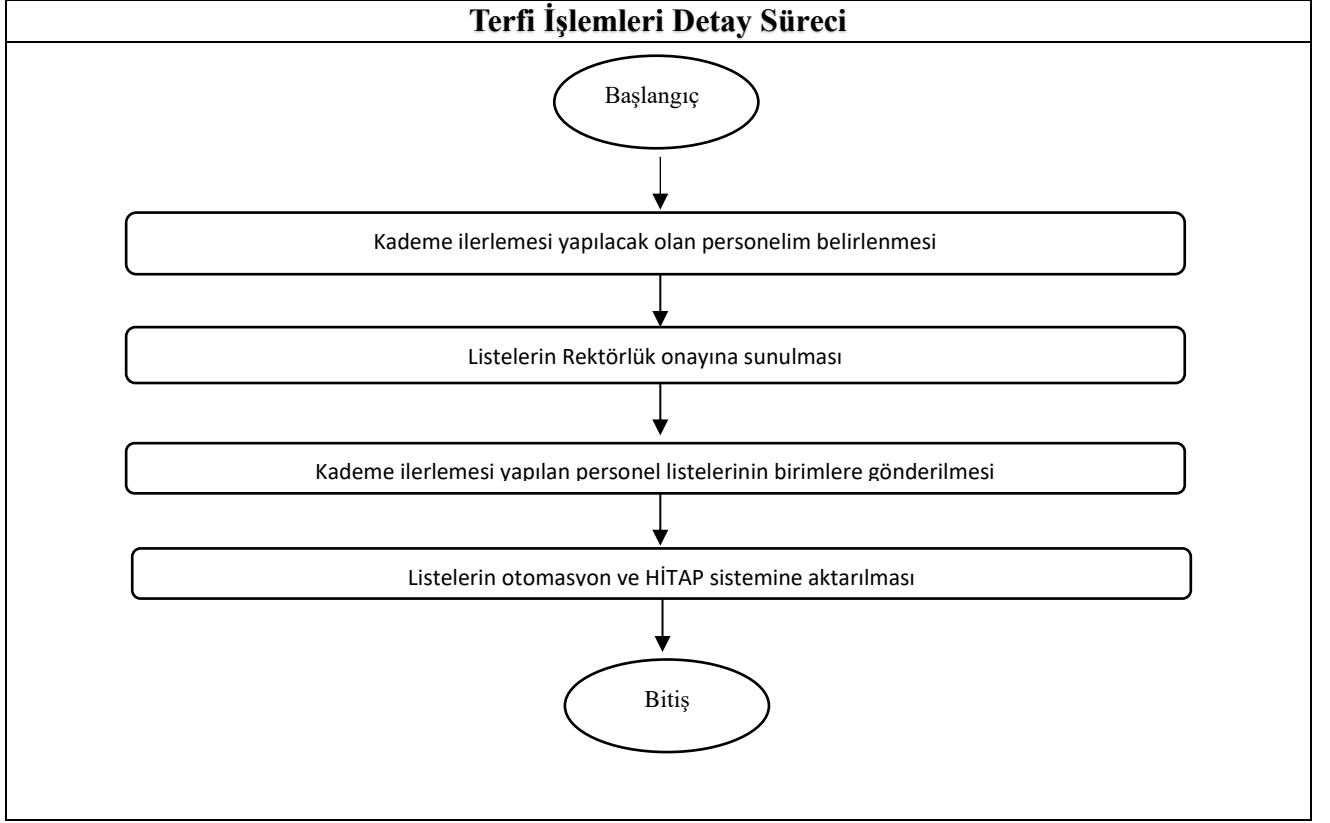 Terfi İşlemleri Detay Süreci
Başlangıç
Kademe ilerlemesi yapılacak olan personelim belirlenmesi
Listelerin Rektörlük onayına sunulması
Kademe ilerlemesi yapılan personel listelerinin birimlere gönderilmesi
Listelerin otomasyon ve HİTAP sistemine aktarılması
Bitiş